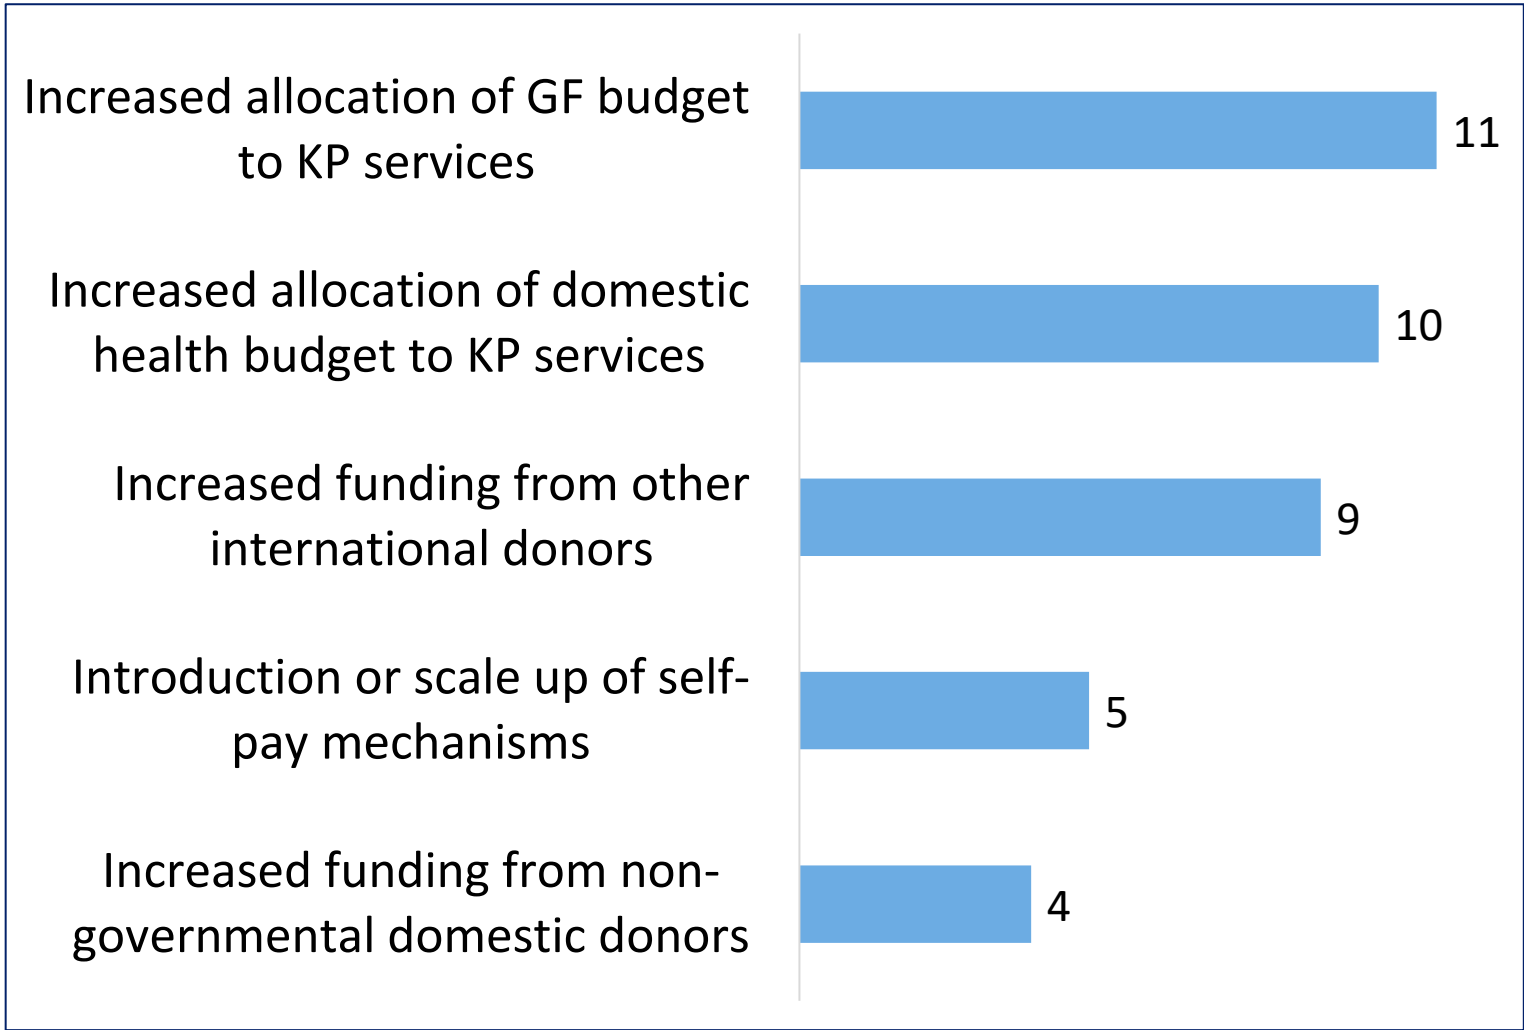 Increased allocation of GF budget
to KP services
11
Increased allocation of domestic
health budget to KP services
10
Increased funding from other
international donors
9
Introduction or scale up of self-
pay mechanisms
5
Increased funding from non-
governmental domestic donors
4